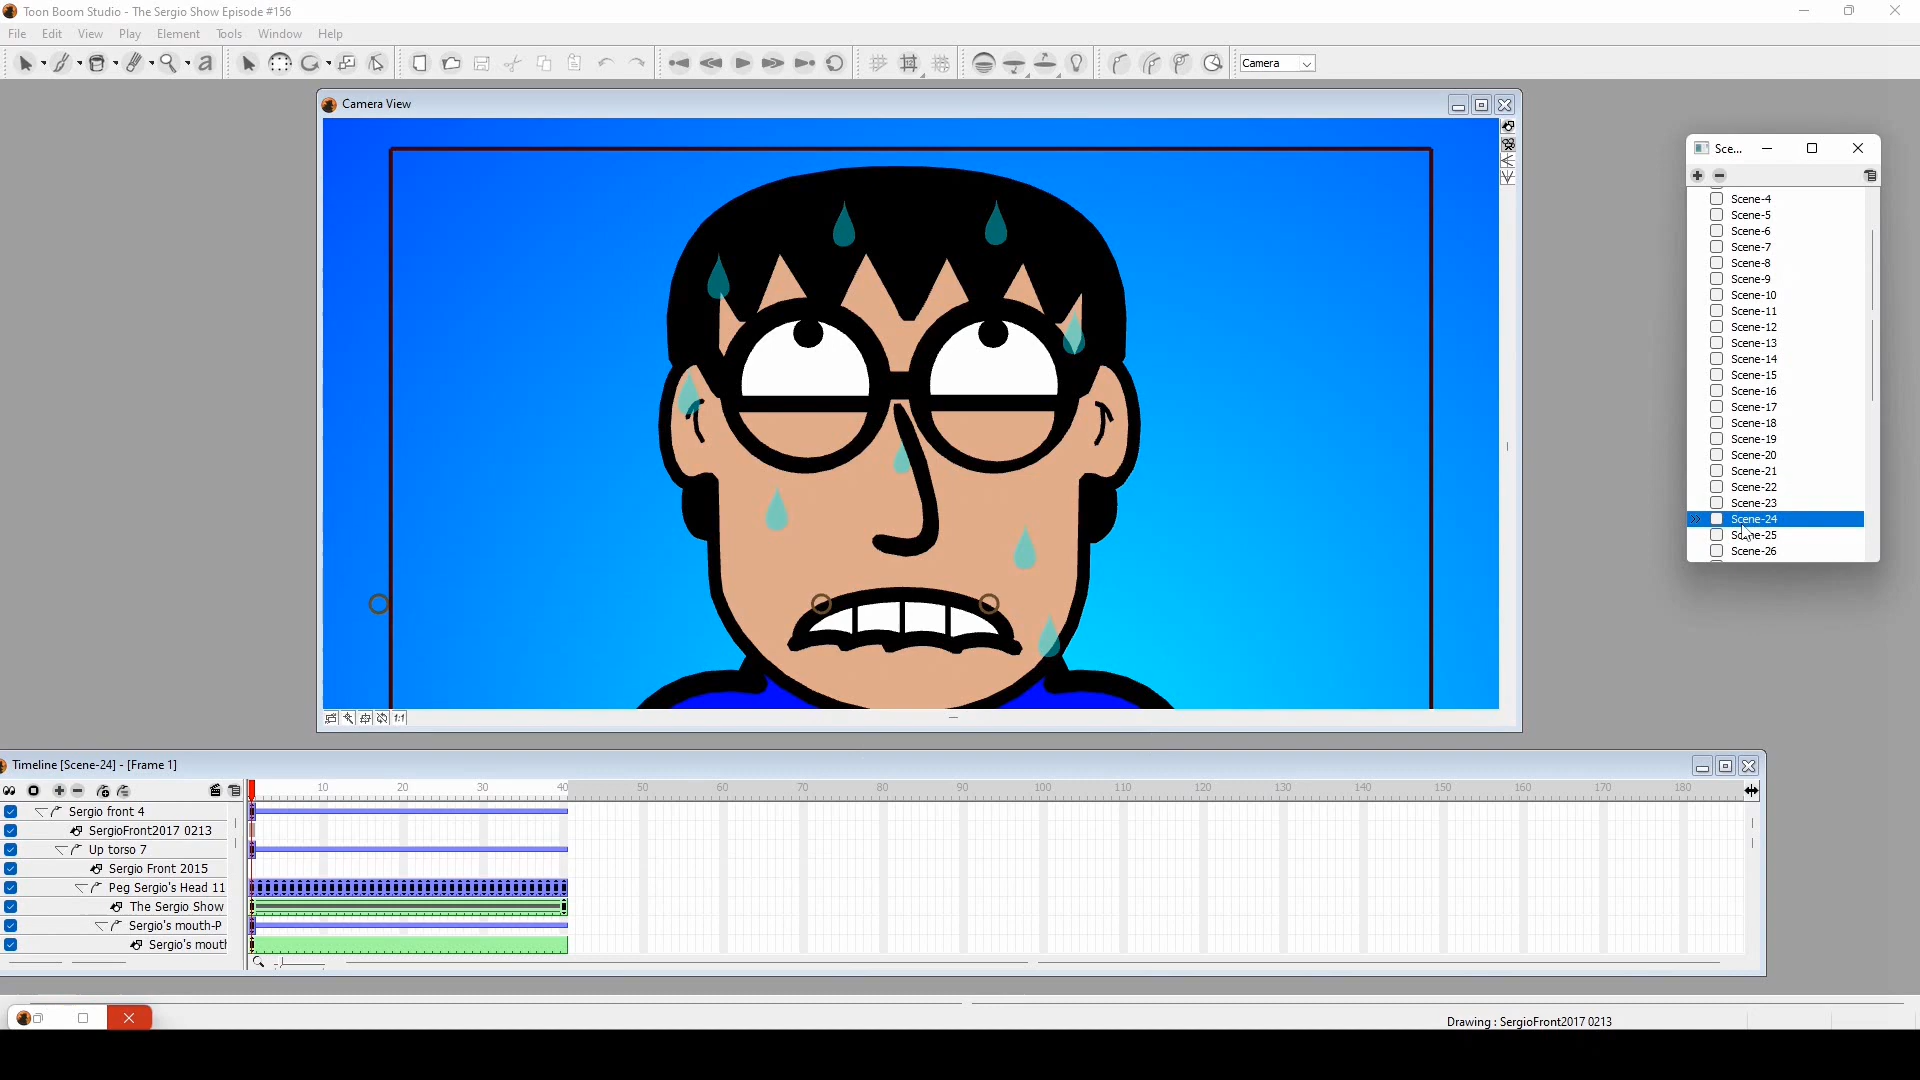 Toon Boom Studio - The Sergio Show Episode #156
File Edit View Play Element Tools Window Help
Camera
Camera View
1:1
Sce...
Scene-4
Scene-5
Scene-6
Scene-7
Scene-8
Scene-9
Scene-10
Scene-11
Scene-12
Scene-13
Scene-14
Scene-15
Scene-16
Scene-17
Scene-18
Scene-19
Scene-20
Scene-21
Scene-22
Scene-23
Scene-24
Scene-25
Scene-26
Timeline [Scene-24] - [Frame 1]
10 20 30 40 50 60 70 80 90 100 110 120 130 140 150 160 170 180
Sergio front 4
SergioFront2017 0213
Up torso 7
Sergio Front 2015
Peg Sergio's Head 11
The Sergio Show
Sergio's mouth-P
Sergio's mouth
Drawing : SergioFront2017 0213